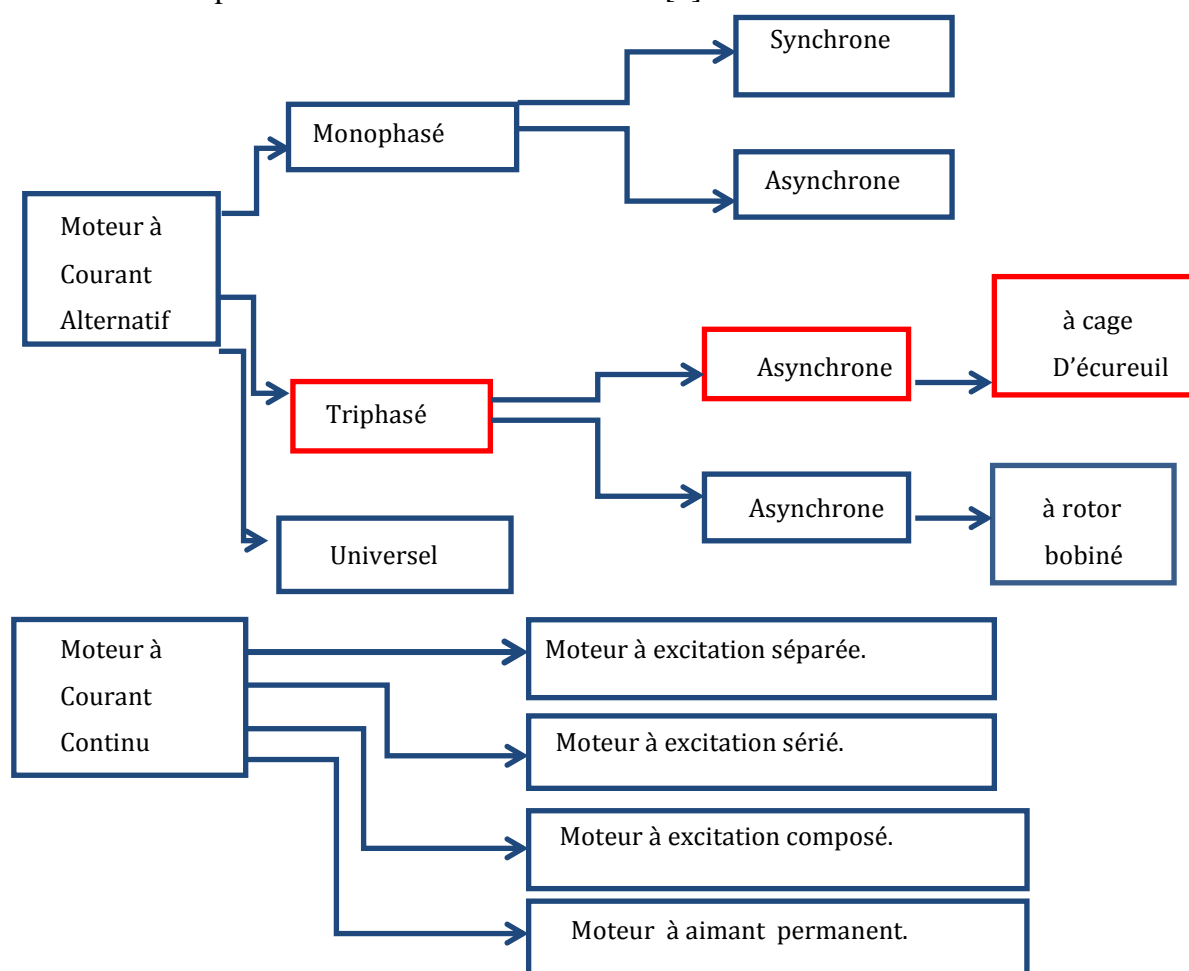 Synchrone
Monophasé
Asynchrone
Moteur à
Courant
Alternatif
à cage
D'écureuil
Asynchrone
Triphasé
Asynchrone
à rotor
bobiné
Universel
Moteur à
Courant
Continu
Moteur à excitation séparée.
Moteur à excitation sérié.
Moteur à excitation composé.
Moteur à aimant permanent.